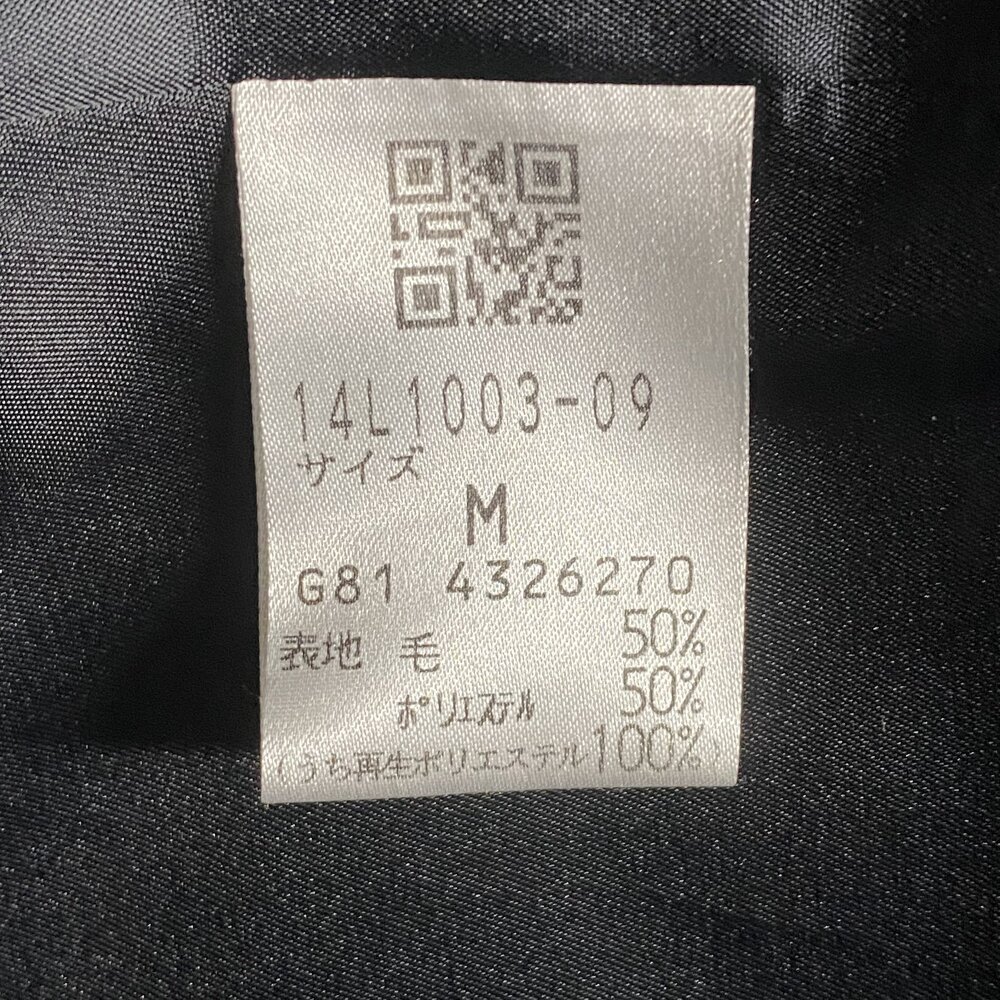 14L1003-09
サイズ
M
G81 4326270
表地 毛 50%
ポリエステル 50%
(うち再生ポリエステル100%)